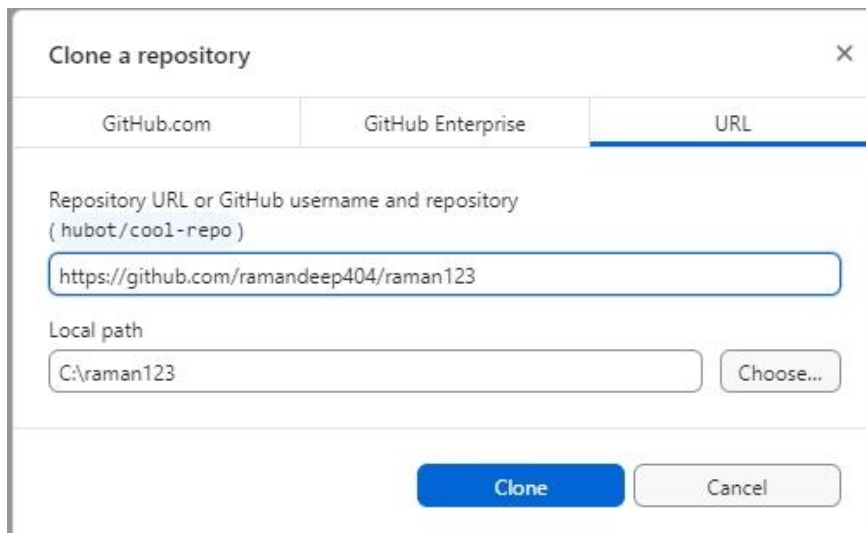 Clone a repository
GitHub.com GitHub Enterprise URL
Repository URL or GitHub username and repository
(hubot/cool-repo)
https://github.com/ramandeep404/raman123
Local path
C:\raman123 Choose...
Clone Cancel